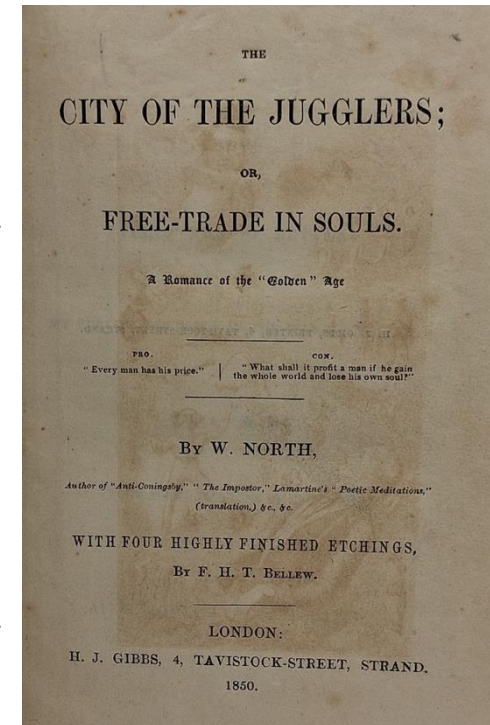 THE
CITY OF THE JUGGLERS;
OR,
FREE-TRADE IN SOULS.
A Romance of the "Golden" Age
PRO.
"Every man has his price."
CON.
"What shall it profit a man if he gain
the whole world and lose his own soul?"
BY W. NORTH,
Author of "Anti-Coningsby," "The Impostor," Lamartine's "Poetic Meditations,"
(translation,) &c., &c.
WITH FOUR HIGHLY FINISHED ETCHINGS,
BY F. H. T. BELLEW.
LONDON:
H. J. GIBBS, 4, TAVISTOCK-STREET, STRAND.
1850.